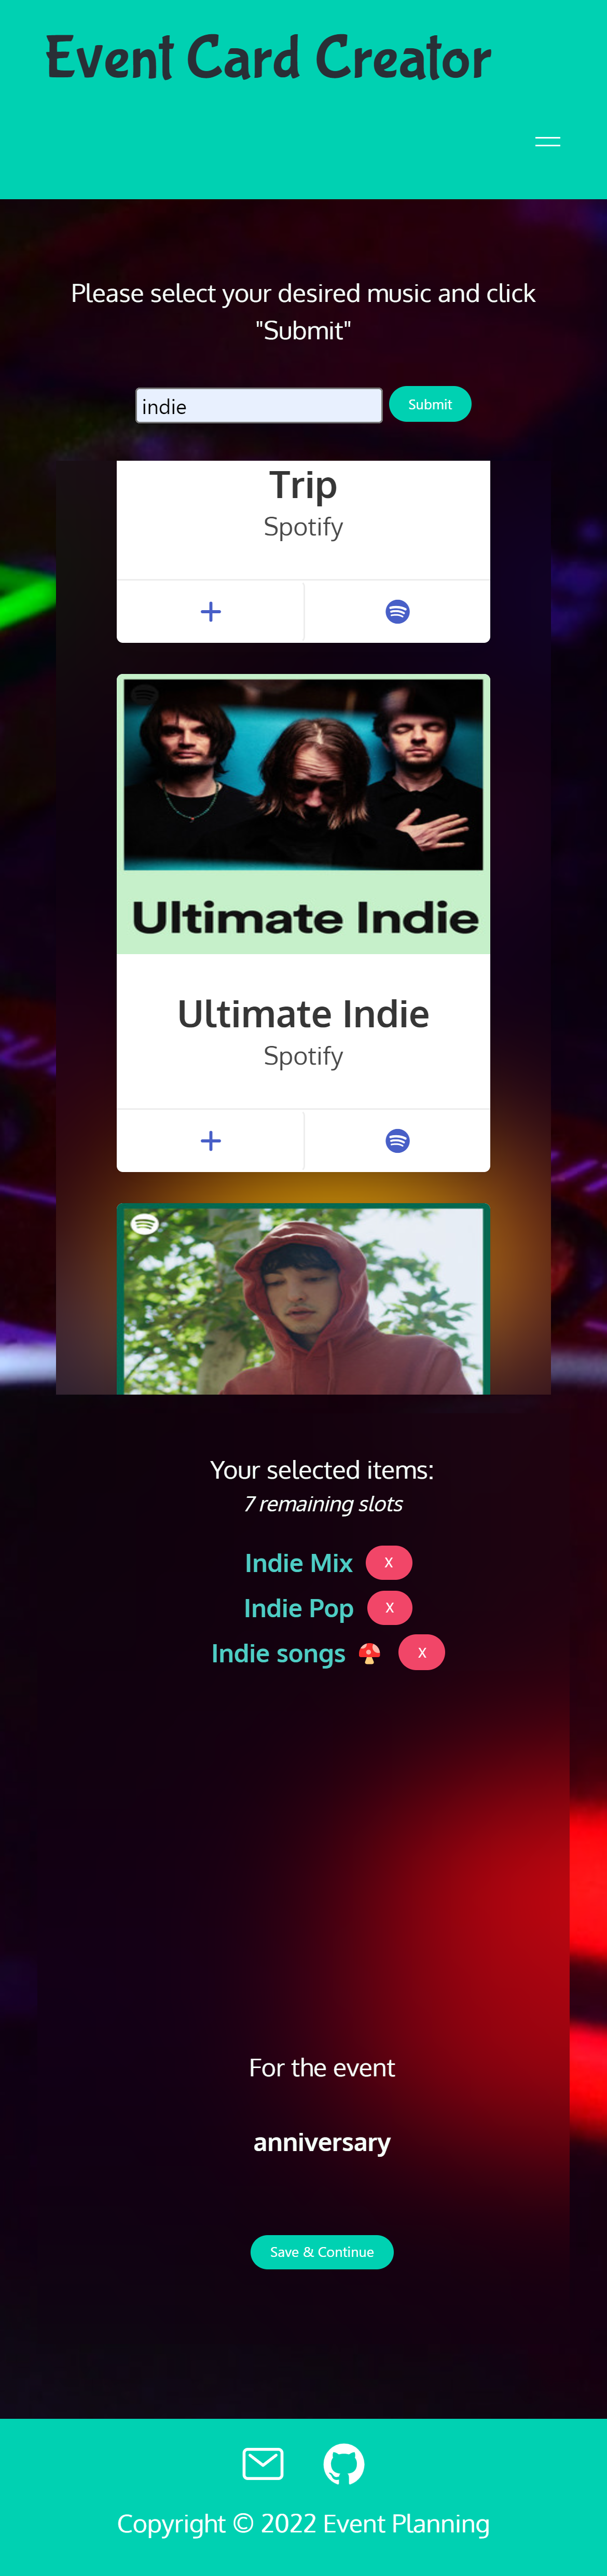 Event Card Creator
Please select your desired music and click
"Submit"
indie
Submit
Trip
Spotify
Ultimate Indie
Ultimate Indie
Spotify
Your selected items:
7 remaining slots
Indie Mix X
Indie Pop X
Indie songs 🍄 X
For the event
anniversary
Save & Continue
Copyright © 2022 Event Planning